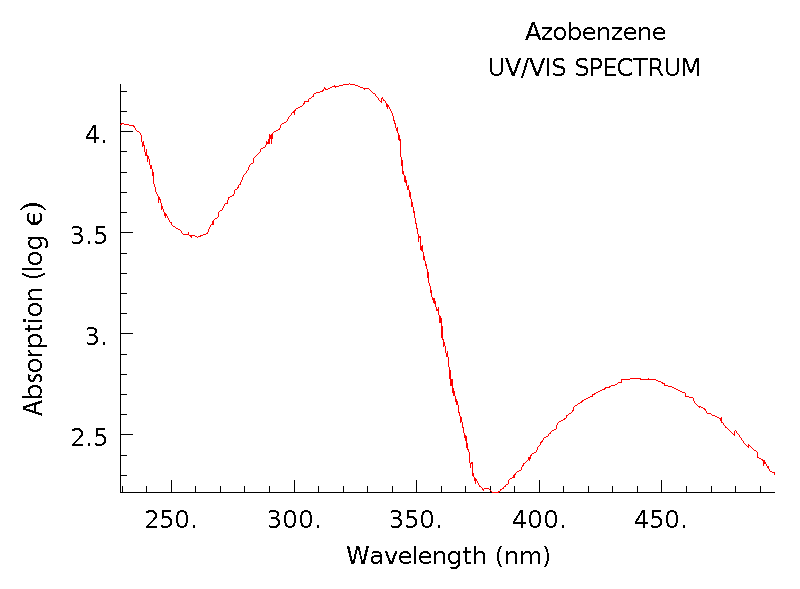 Azobenzene
UV/VIS SPECTRUM
4.
3.5
3.
2.5
Absorption (log ϵ)
250. 300. 350. 400. 450.
Wavelength (nm)